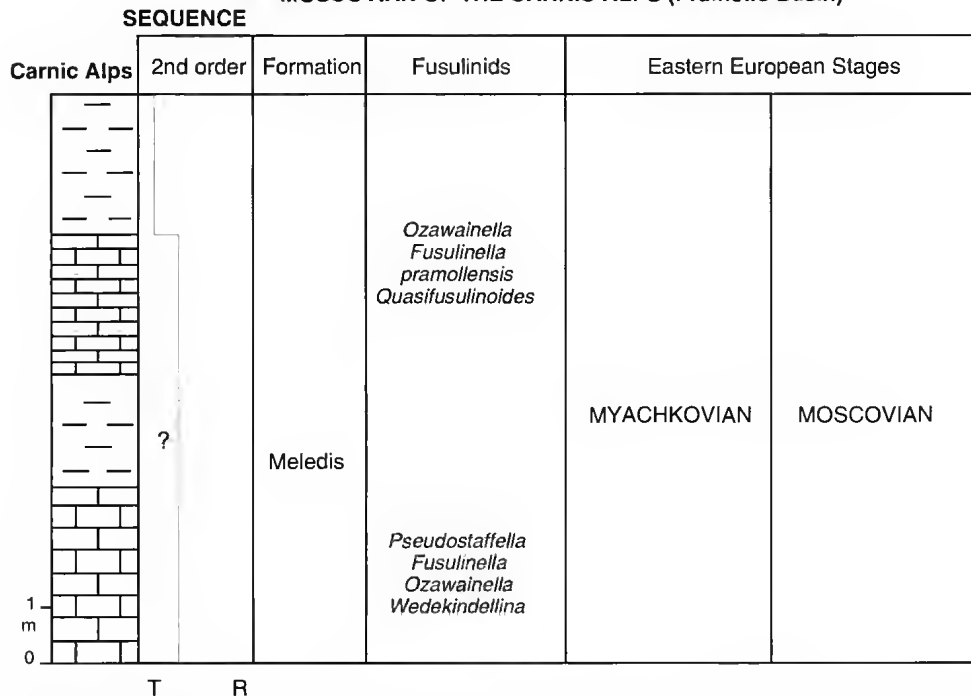 SEQUENCE
Carnic Alps 2nd order Formation Fusulinids Eastern European Stages
Ozawainella
Fusulinella
pramollensis
Quasifusulinoides
MYACHKOVIAN MOSCOVIAN
?
Meledis
Pseudostaffella
Fusulinella
Ozawainella
Wedekindellina
1
m
0
T R